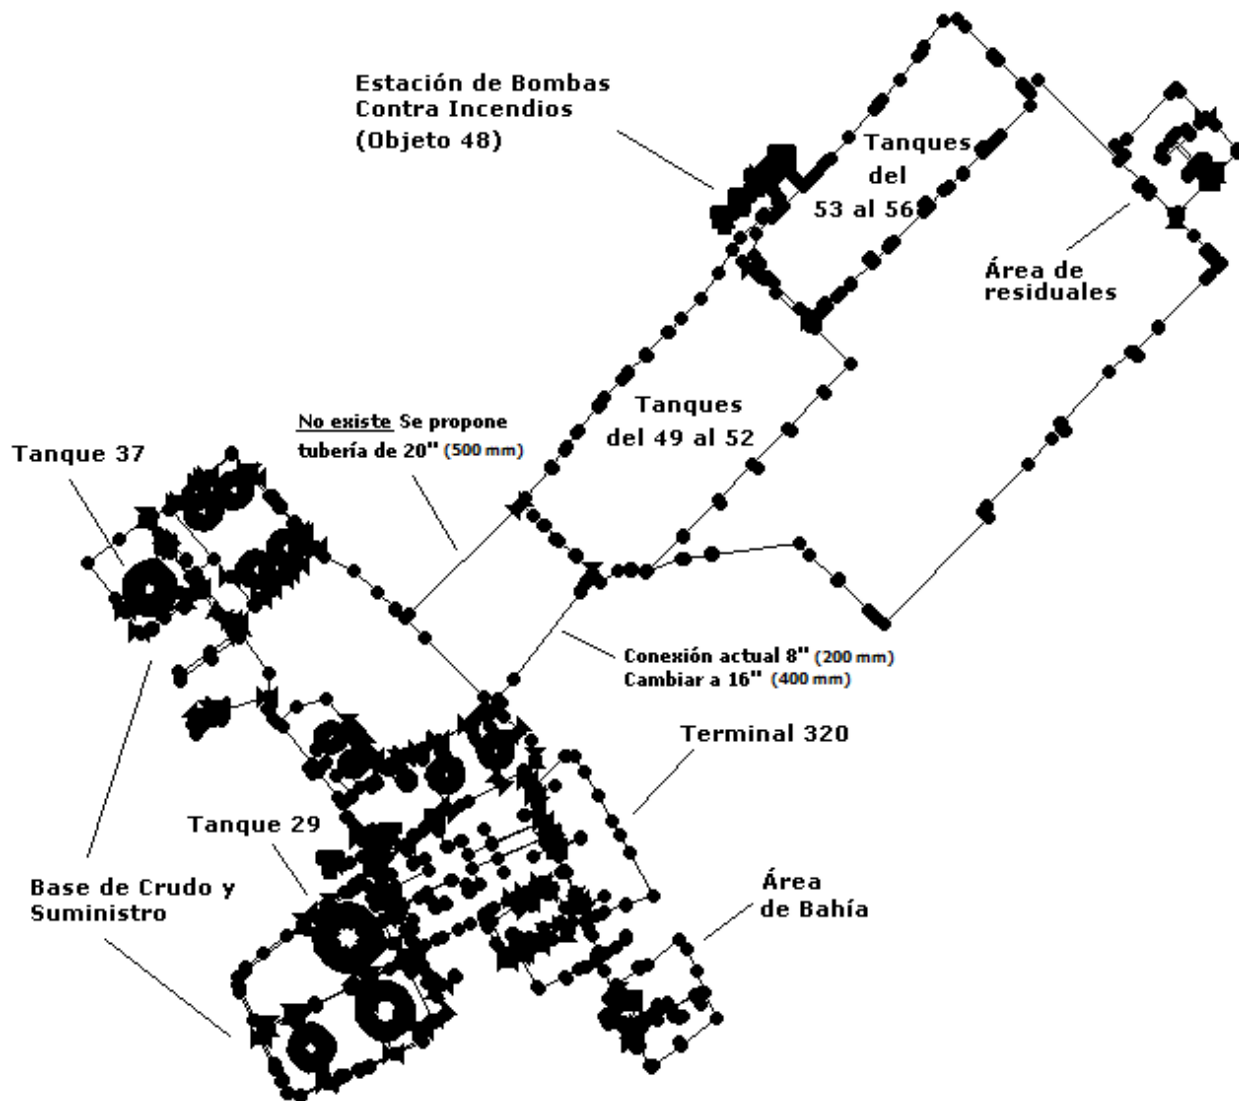 Estación de Bombas
Contra Incendios
(Objeto 48)
Tanques
del
53 al 56
Área de
residuales
Tanques
del 49 al 52
No existe Se propone
tubería de 20" (500 mm)
Tanque 37
Conexión actual 8" (200 mm)
Cambiar a 16" (400 mm)
Terminal 320
Tanque 29
Base de Crudo y
Suministro
Área
de Bahía